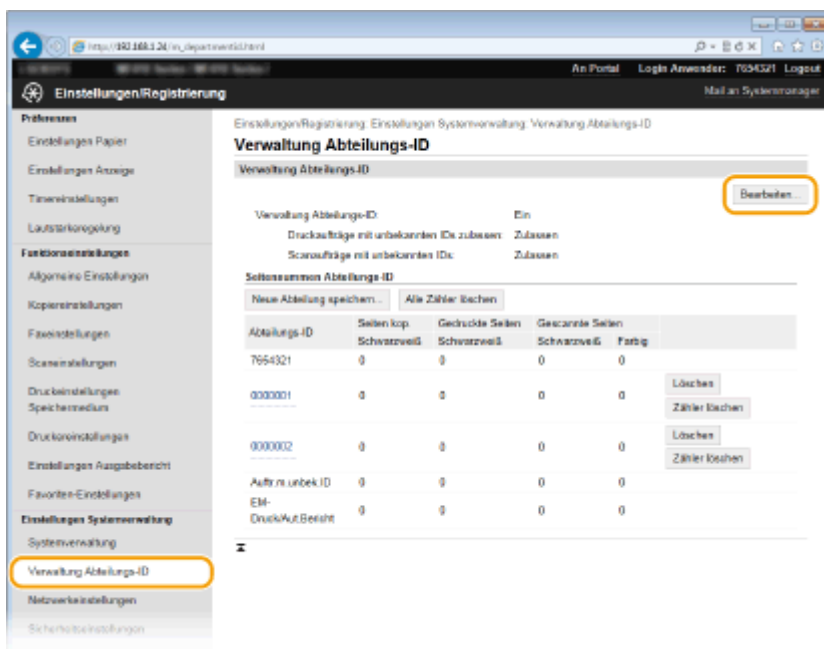 http://192.168.1.24/m_departmentid.html
An Portal Login Anwender: 7654321 Logout
Einstellungen/Registrierung Mail an Systemmanager
Präferenzen
Einstellungen Papier
Einstellungen Anzeige
Timereinstellungen
Lautstärkeregelung
Funktionseinstellungen
Allgemeine Einstellungen
Kopiereinstellungen
Faxeinstellungen
Scaneinstellungen
Druckeinstellungen
Speichermedium
Druckereinstellungen
Einstellungen Ausgabebericht
Favoriten-Einstellungen
Einstellungen Systemverwaltung
Systemverwaltung
Verwaltung Abteilungs-ID
Netzwerkeinstellungen
Sicherheitseinstellungen
Einstellungen/Registrierung: Einstellungen Systemverwaltung: Verwaltung Abteilungs-ID
Verwaltung Abteilungs-ID
Verwaltung Abteilungs-ID
Bearbeiten...
Verwaltung Abteilungs-ID: Ein
Druckaufträge mit unbekannten IDs zulassen: Zulassen
Scanaufträge mit unbekannten IDs: Zulassen
Seitensummen Abteilungs-ID
Neue Abteilung speichern... Alle Zähler löschen
Abteilungs-ID Seiten kop. Gedruckte Seiten Gescannte Seiten
Schwarzweiß Schwarzweiß Schwarzweiß Farbig
7654321 0 0 0 0
0000001 0 0 0 0 Löschen
Zähler löschen
0000002 0 0 0 0 Löschen
Zähler löschen
Auftr.m.unbek.ID 0 0 0 0
EM-
Druck/Aut.Bericht 0 0 0 0